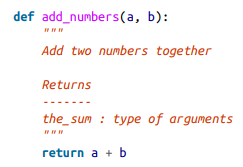 def add_numbers(a, b):
    """
    Add two numbers together

    Returns
    -------
    the_sum : type of arguments
    """
    return a + b